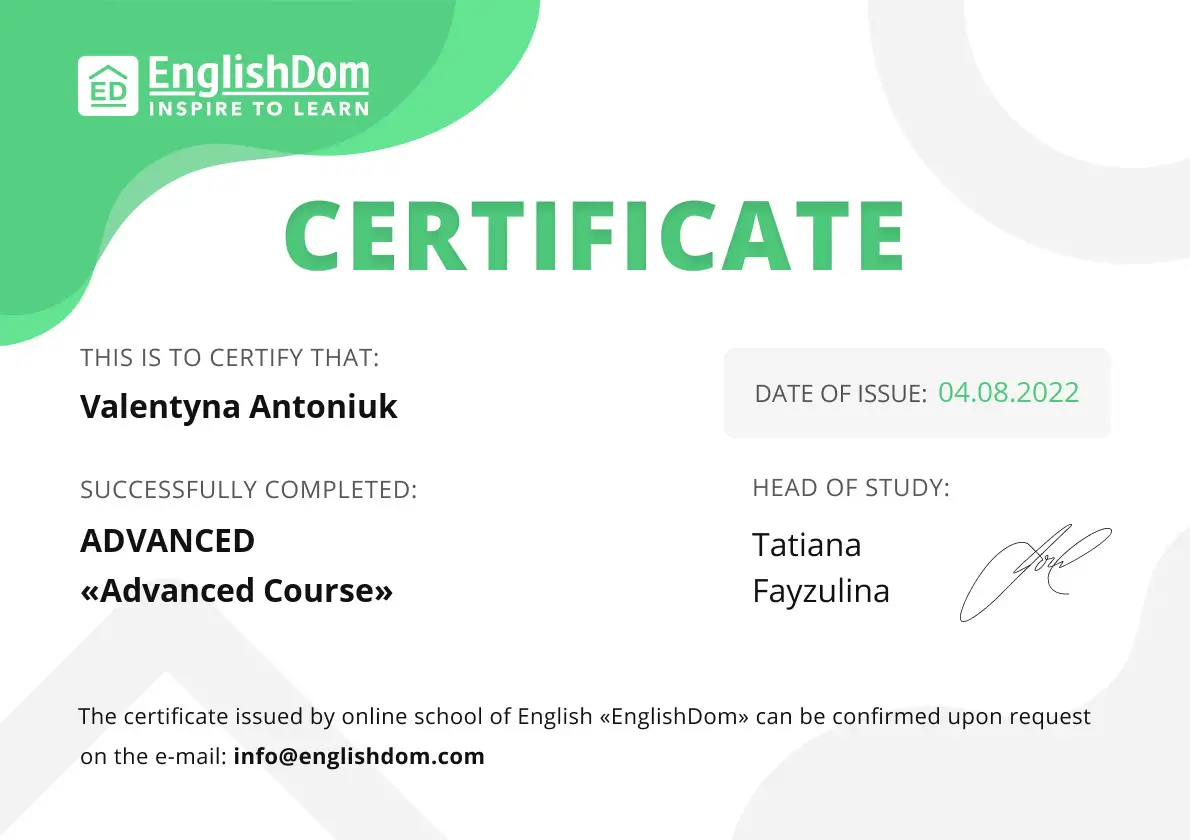 ED
EnglishDom
INSPIRE TO LEARN
CERTIFICATE
THIS IS TO CERTIFY THAT:
Valentyna Antoniuk
DATE OF ISSUE: 04.08.2022
SUCCESSFULLY COMPLETED:
ADVANCED
«Advanced Course»
HEAD OF STUDY:
Tatiana
Fayzulina
The certificate issued by online school of English «EnglishDom» can be confirmed upon request
on the e-mail: info@englishdom.com